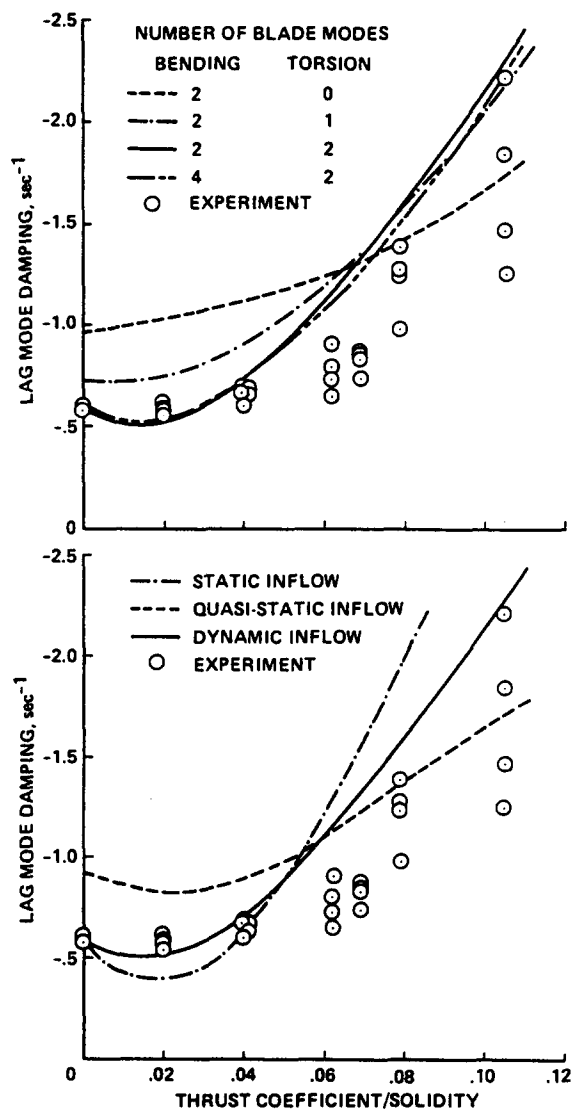 NUMBER OF BLADE MODES
BENDING TORSION
2 0
2 1
2 2
4 2
EXPERIMENT
LAG MODE DAMPING, sec⁻¹
-2.5
-2.0
-1.5
-1.0
-.5
0
STATIC INFLOW
QUASI-STATIC INFLOW
DYNAMIC INFLOW
EXPERIMENT
LAG MODE DAMPING, sec⁻¹
-2.5
-2.0
-1.5
-1.0
-.5
0 .02 .04 .06 .08 .10 .12
THRUST COEFFICIENT/SOLIDITY